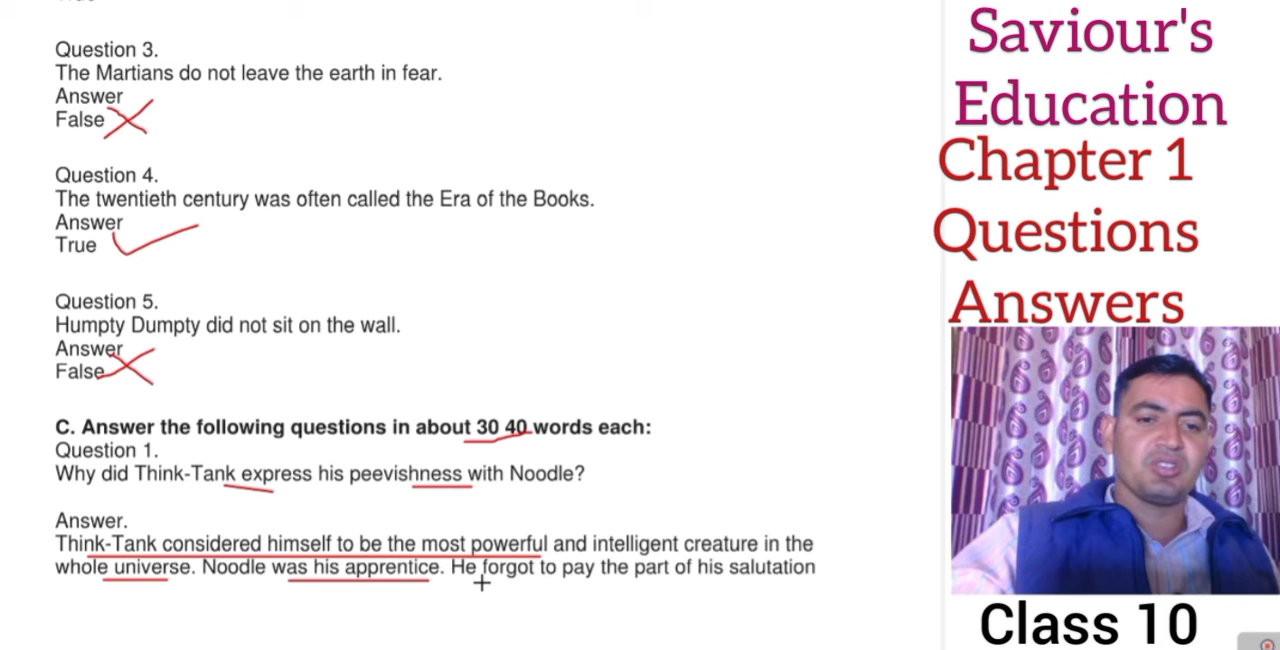 Question 3.
The Martians do not leave the earth in fear.
Answer
False
Question 4.
The twentieth century was often called the Era of the Books.
Answer
True
Question 5.
Humpty Dumpty did not sit on the wall.
Answer
False
C. Answer the following questions in about 30 40 words each:
Question 1.
Why did Think-Tank express his peevishness with Noodle?
Answer.
Think-Tank considered himself to be the most powerful and intelligent creature in the
whole universe. Noodle was his apprentice. He forgot to pay the part of his salutation
Saviour's
Education
Chapter 1
Questions
Answers
Class 10